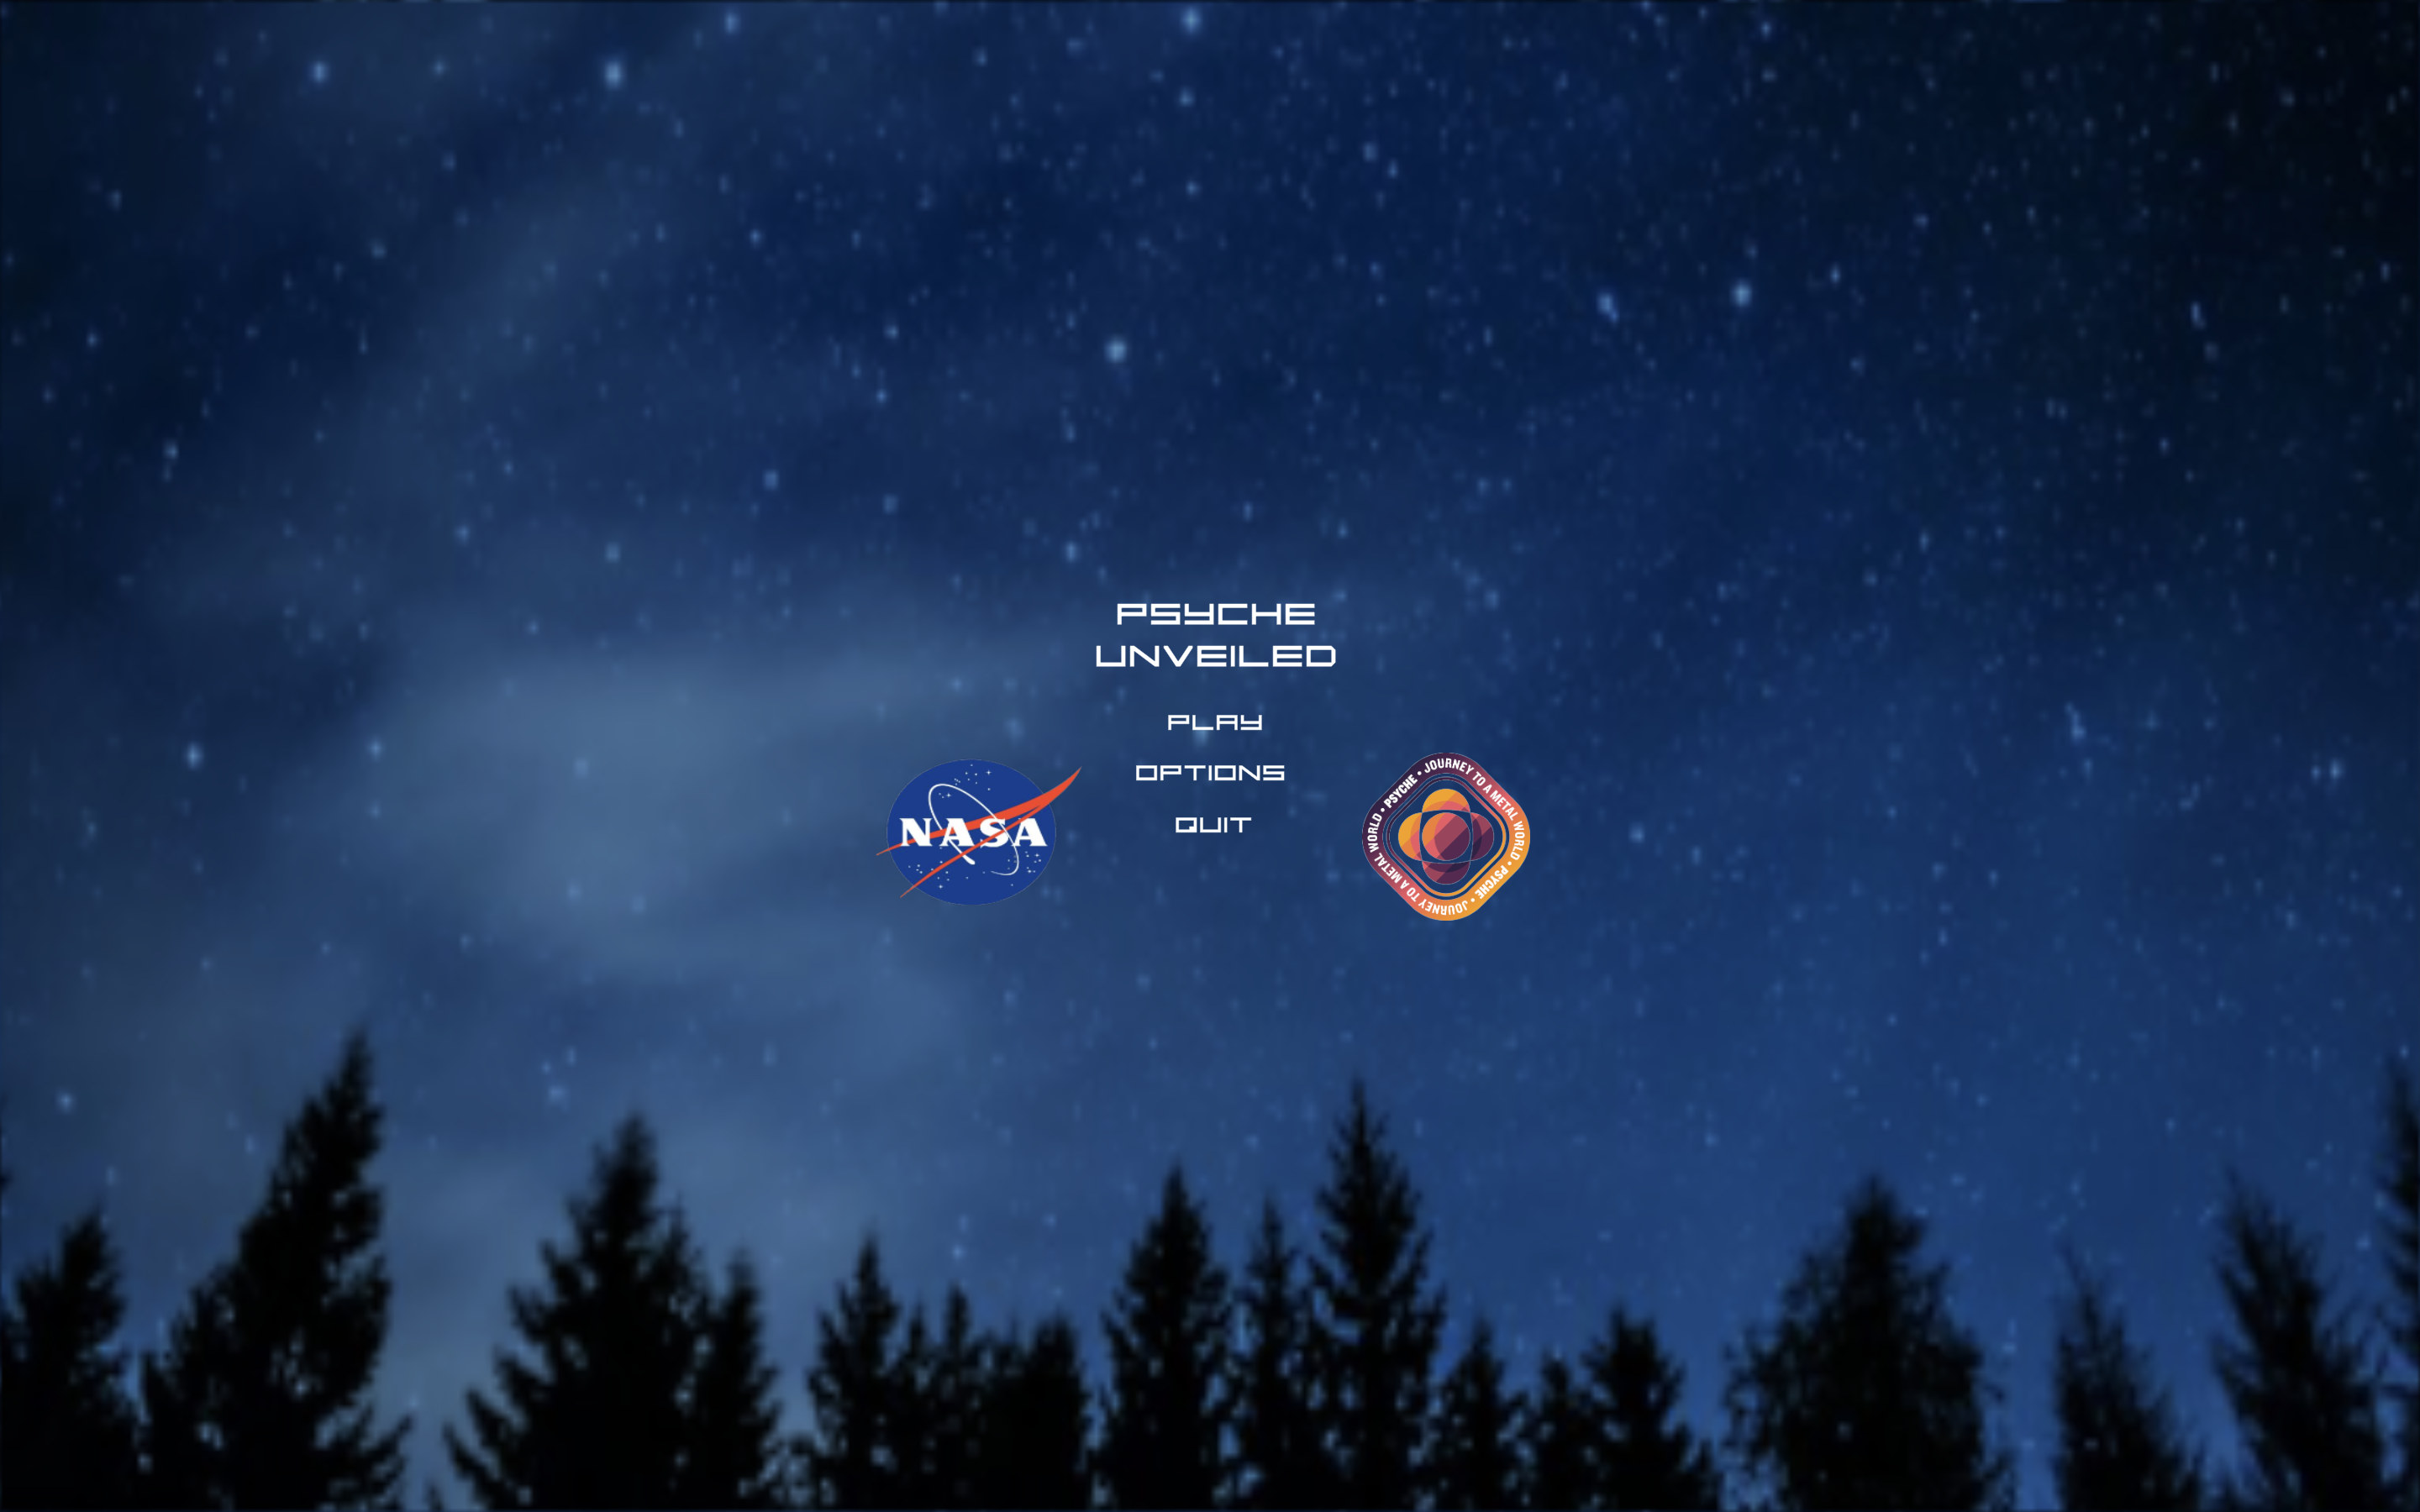 PSYCHE
UNVEILED
PLAY
OPTIONS
QUIT
NASA
PSYCHE • JOURNEY TO A METAL WORLD • PSYCHE • JOURNEY TO A METAL WORLD •